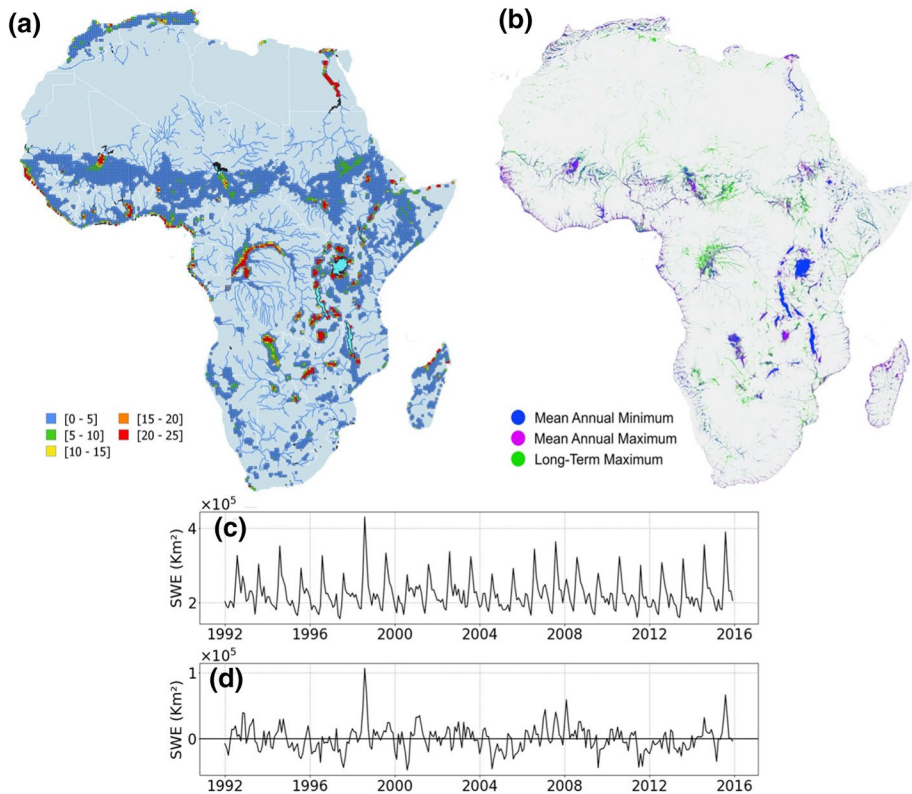 (a)
(b)
[0 - 5] [15 - 20]
[5 - 10] [20 - 25]
[10 - 15]
Mean Annual Minimum
Mean Annual Maximum
Long-Term Maximum
×10⁵
(c)
SWE (Km²)
4
2
1992 1996 2000 2004 2008 2012 2016
×10⁵
(d)
SWE (Km²)
1
0
1992 1996 2000 2004 2008 2012 2016